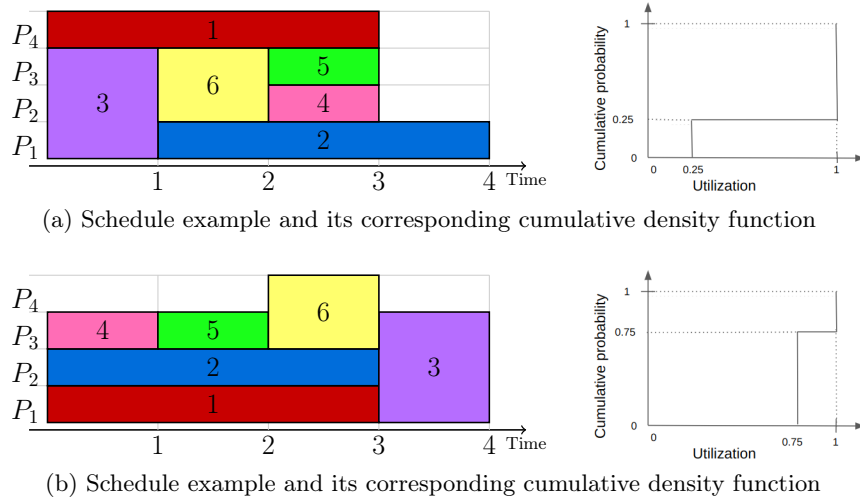 P4
1
P3
5
3
6
P2
4
P1
2
1
2
3
4
Time
Cumulative probability
1
0.25
0
0
0.25
1
Utilization
(a) Schedule example and its corresponding cumulative density function
P4
6
P3
4
5
3
P2
2
P1
1
1
2
3
4
Time
Cumulative probability
1
0.75
0
0
0.75
1
Utilization
(b) Schedule example and its corresponding cumulative density function